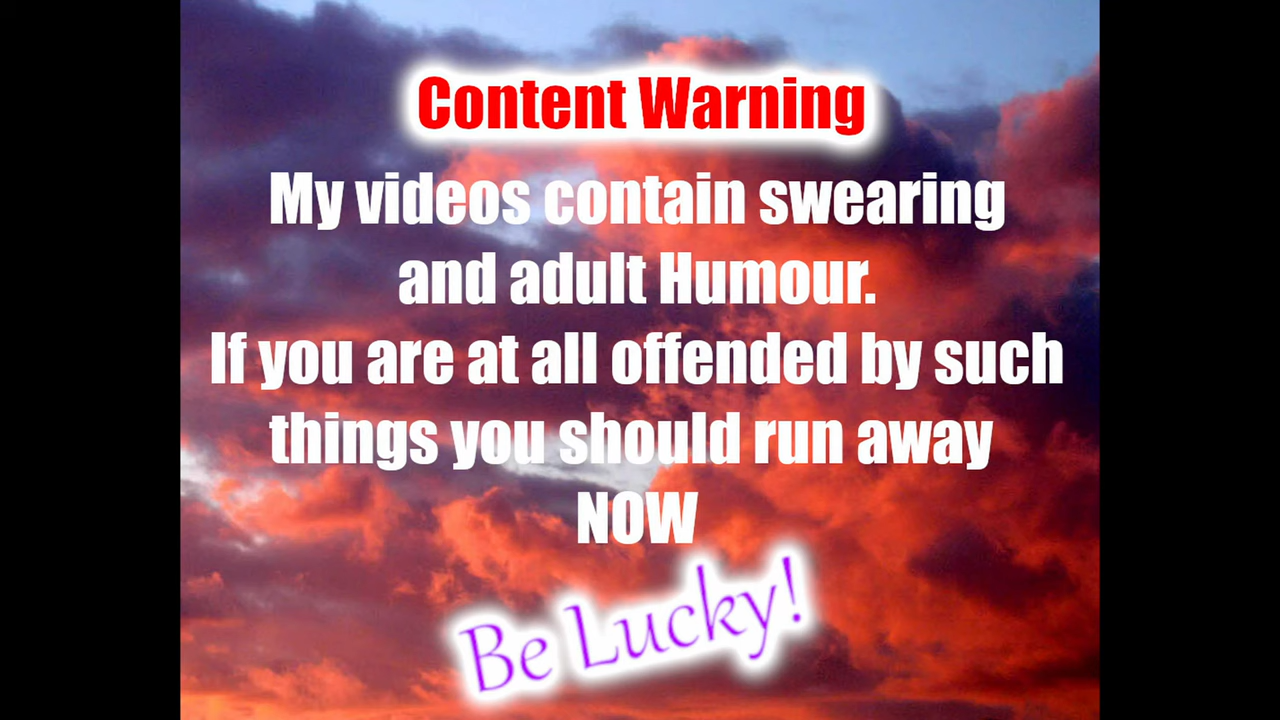 Content Warning
My videos contain swearing
and adult Humour.
If you are at all offended by such
things you should run away
NOW
Be Lucky!